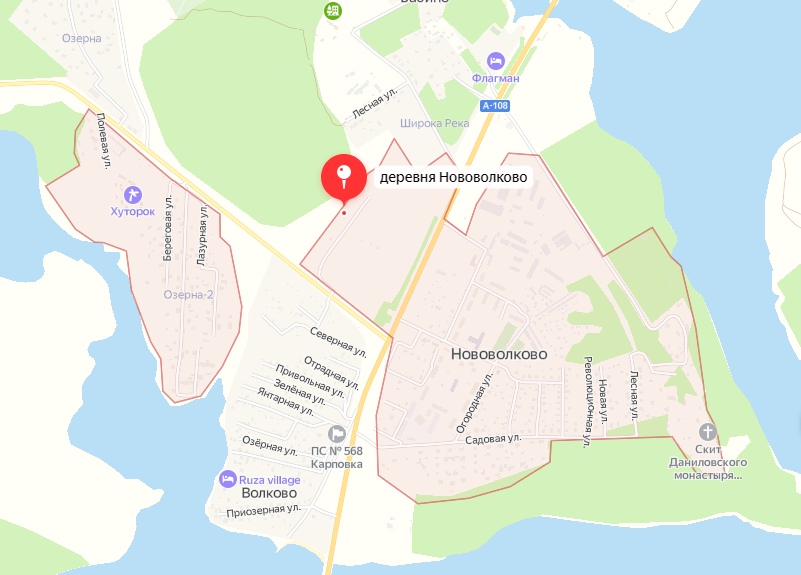 Озерна
Флагман
А-108
Лесная ул.
Широка Река
Полевая ул.
деревня Нововолково
Хуторок
Береговая ул.
Лазурная ул.
Озерна-2
Северная ул.
Нововолково
Отрадная ул.
Привольная ул.
Зелёная ул.
Янтарная ул.
Огородная ул.
Революционная ул.
Новая ул.
Лесная ул.
Озёрная ул.
ПС № 568
Карповка
Садовая ул.
Скит
Даниловского
монастыря...
Ruza village
Волково
Приозерная ул.